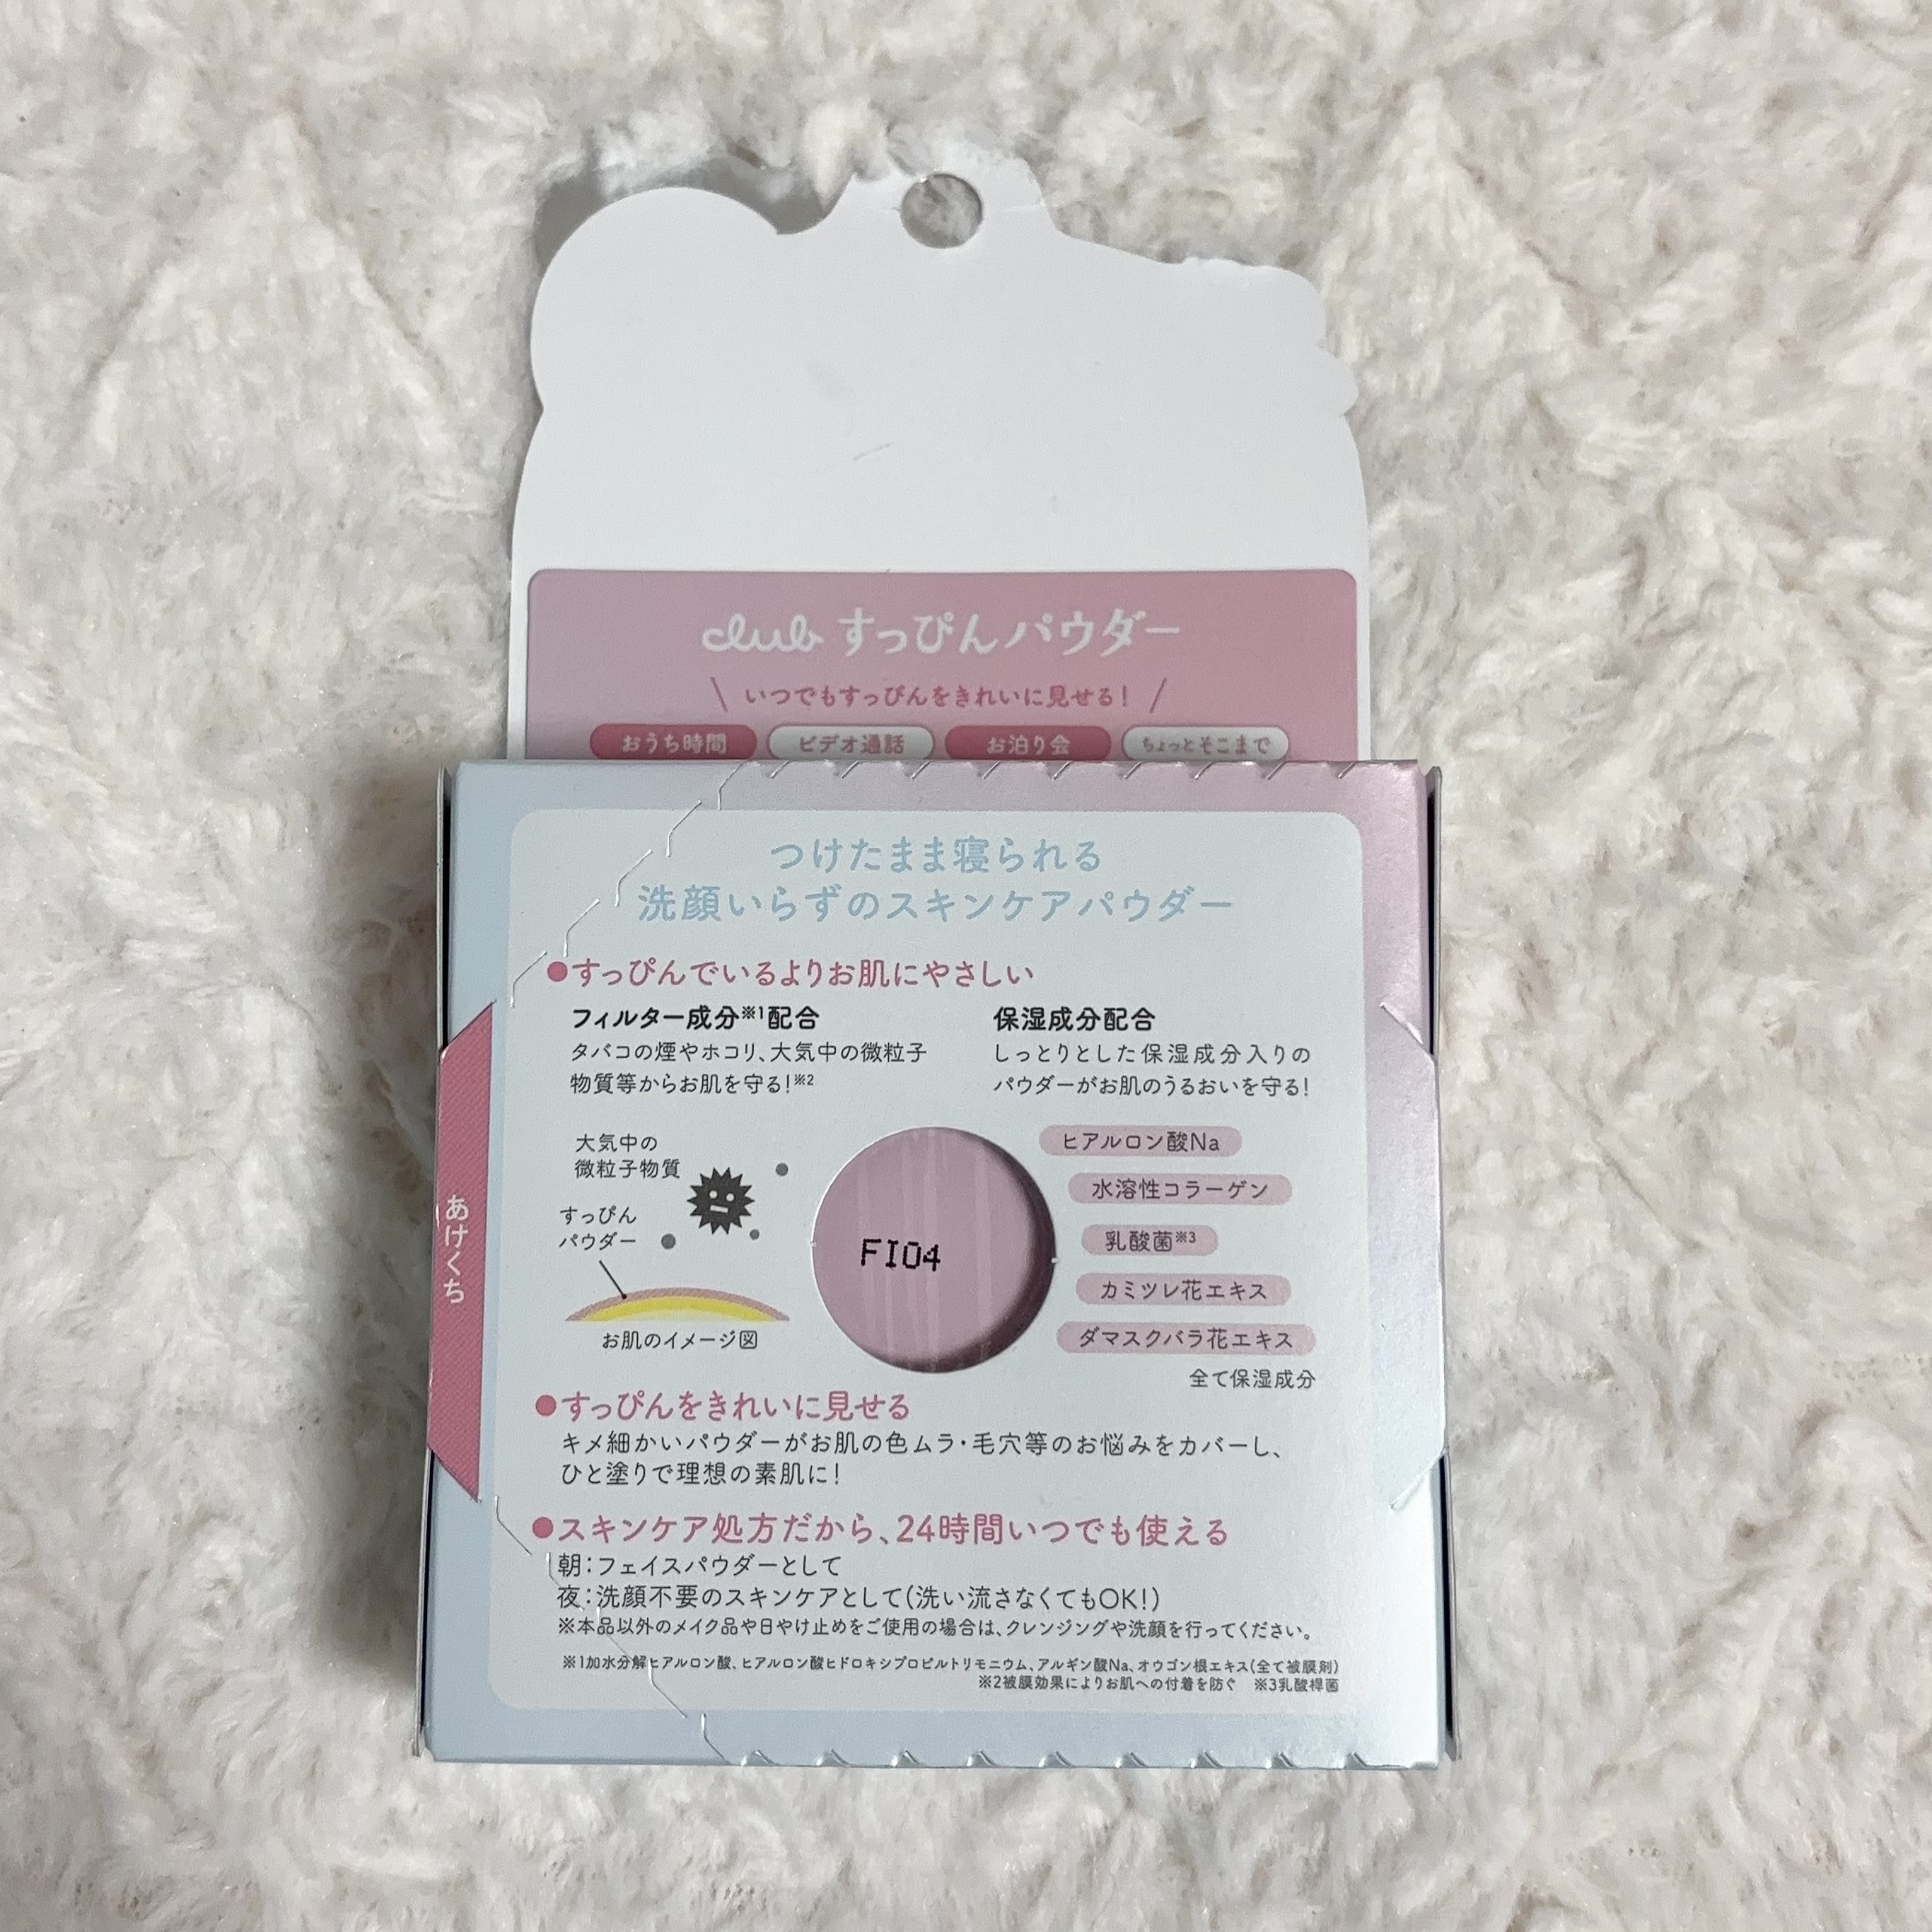 club すっぴんパウダー
いつでもすっぴんをきれいに見せる!
おうち時間 ビデオ通話 お泊り会 ちょっとそこまで
つけたまま寝られる
洗顔いらずのスキンケアパウダー
●すっぴんでいるよりお肌にやさしい
フィルター成分※1配合
タバコの煙やホコリ、大気中の微粒子
物質等からお肌を守る!※2
保湿成分配合
しっとりとした保湿成分入りの
パウダーがお肌のうるおいを守る!
大気中の
微粒子物質
すっぴん
パウダー
お肌のイメージ図
FI04
ヒアルロン酸Na
水溶性コラーゲン
乳酸菌※3
カミツレ花エキス
ダマスクバラ花エキス
全て保湿成分
●すっぴんをきれいに見せる
キメ細かいパウダーがお肌の色ムラ・毛穴等のお悩みをカバーし、
ひと塗りで理想の素肌に!
●スキンケア処方だから、24時間いつでも使える
朝:フェイスパウダーとして
夜:洗顔不要のスキンケアとして(洗い流さなくてもOK!)
※本品以外のメイク品や日やけ止めをご使用の場合は、クレンジングや洗顔を行ってください。
※1加水分解ヒアルロン酸、ヒアルロン酸ヒドロキシプロピルトリモニウム、アルギン酸Na、オウゴン根エキス(全て被膜剤)
※2被膜効果によりお肌への付着を防ぐ ※3乳酸桿菌
あけくち